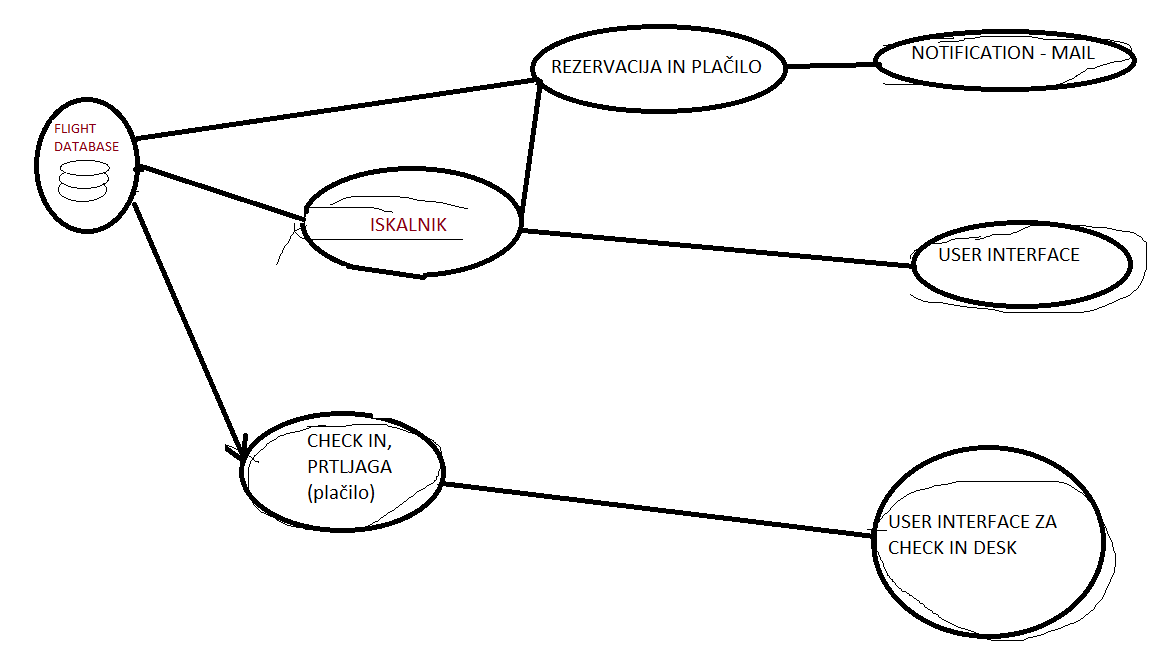 REZERVACIJA IN PLAČILO
NOTIFICATION - MAIL
FLIGHT
DATABASE
ISKALNIK
USER INTERFACE
CHECK IN,
PRTLJAGA
(plačilo)
USER INTERFACE ZA
CHECK IN DESK